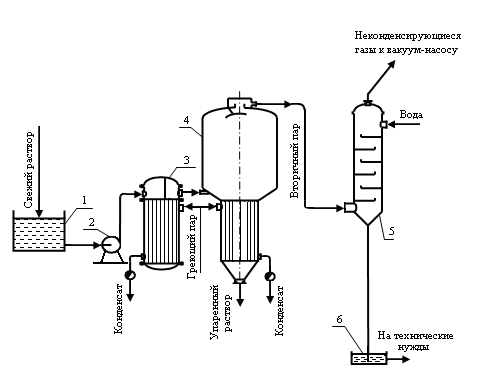 Неконденсирующиеся
газы к вакуум-насосу
Вода
4
3
1
2
5
6
Свежий раствор
Вторичный пар
Греющий пар
Конденсат
Упаренный
раствор
Конденсат
На технические
нужды